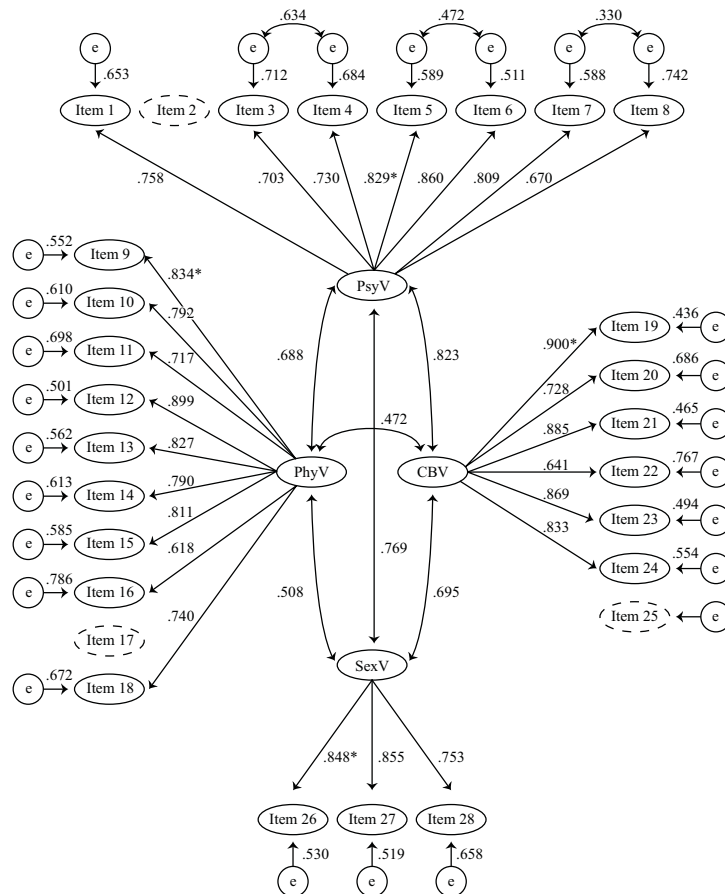 .634 .472 .330
e e e e e e e
.653 .712 .684 .589 .511 .588 .742
Item 1 Item 2 Item 3 Item 4 Item 5 Item 6 Item 7 Item 8
.758 .703 .730 .829* .860 .809 .670
PsyV
e .552 Item 9 .834*
e .610 Item 10 .792
e .698 Item 11 .717
e .501 Item 12 .899
e .562 Item 13 .827
e .613 Item 14 .790
e .585 Item 15 .811
e .786 Item 16 .618
Item 17 .740
e .672 Item 18
.688 .823
.472
PhyV CBV
.508 .769 .695
.900* Item 19 .436 e
.728 Item 20 .686 e
.885 Item 21 .465 e
.641 Item 22 .767 e
.869 Item 23 .494 e
.833 Item 24 .554 e
Item 25 e
SexV
.848* .855 .753
Item 26 Item 27 Item 28
.530 .519 .658
e e e